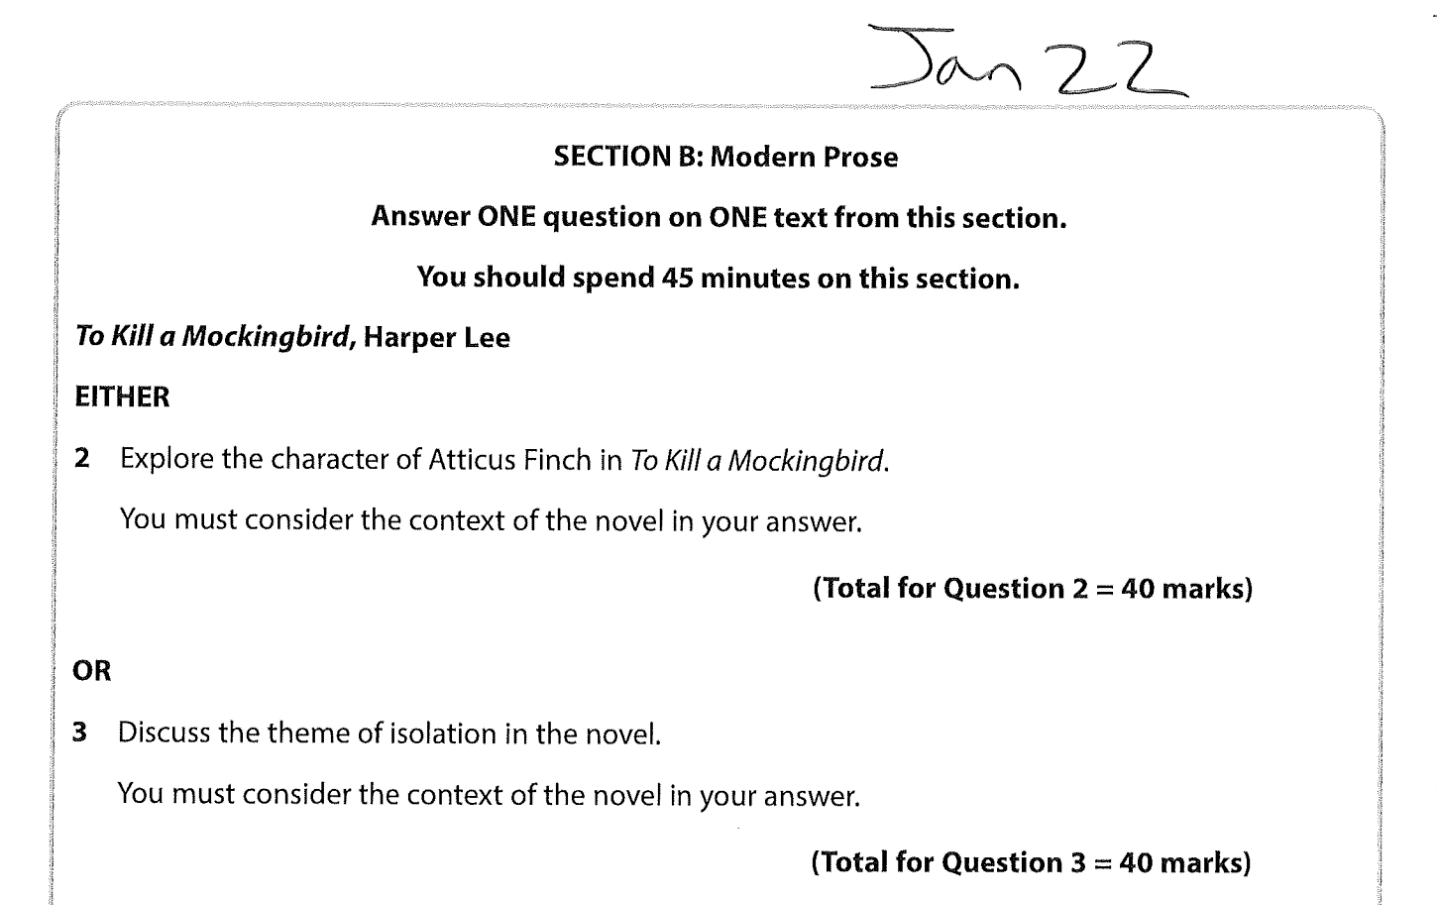 Jan 22
SECTION B: Modern Prose
Answer ONE question on ONE text from this section.
You should spend 45 minutes on this section.
To Kill a Mockingbird, Harper Lee
EITHER
2 Explore the character of Atticus Finch in To Kill a Mockingbird.
You must consider the context of the novel in your answer.
(Total for Question 2 = 40 marks)
OR
3 Discuss the theme of isolation in the novel.
You must consider the context of the novel in your answer.
(Total for Question 3 = 40 marks)